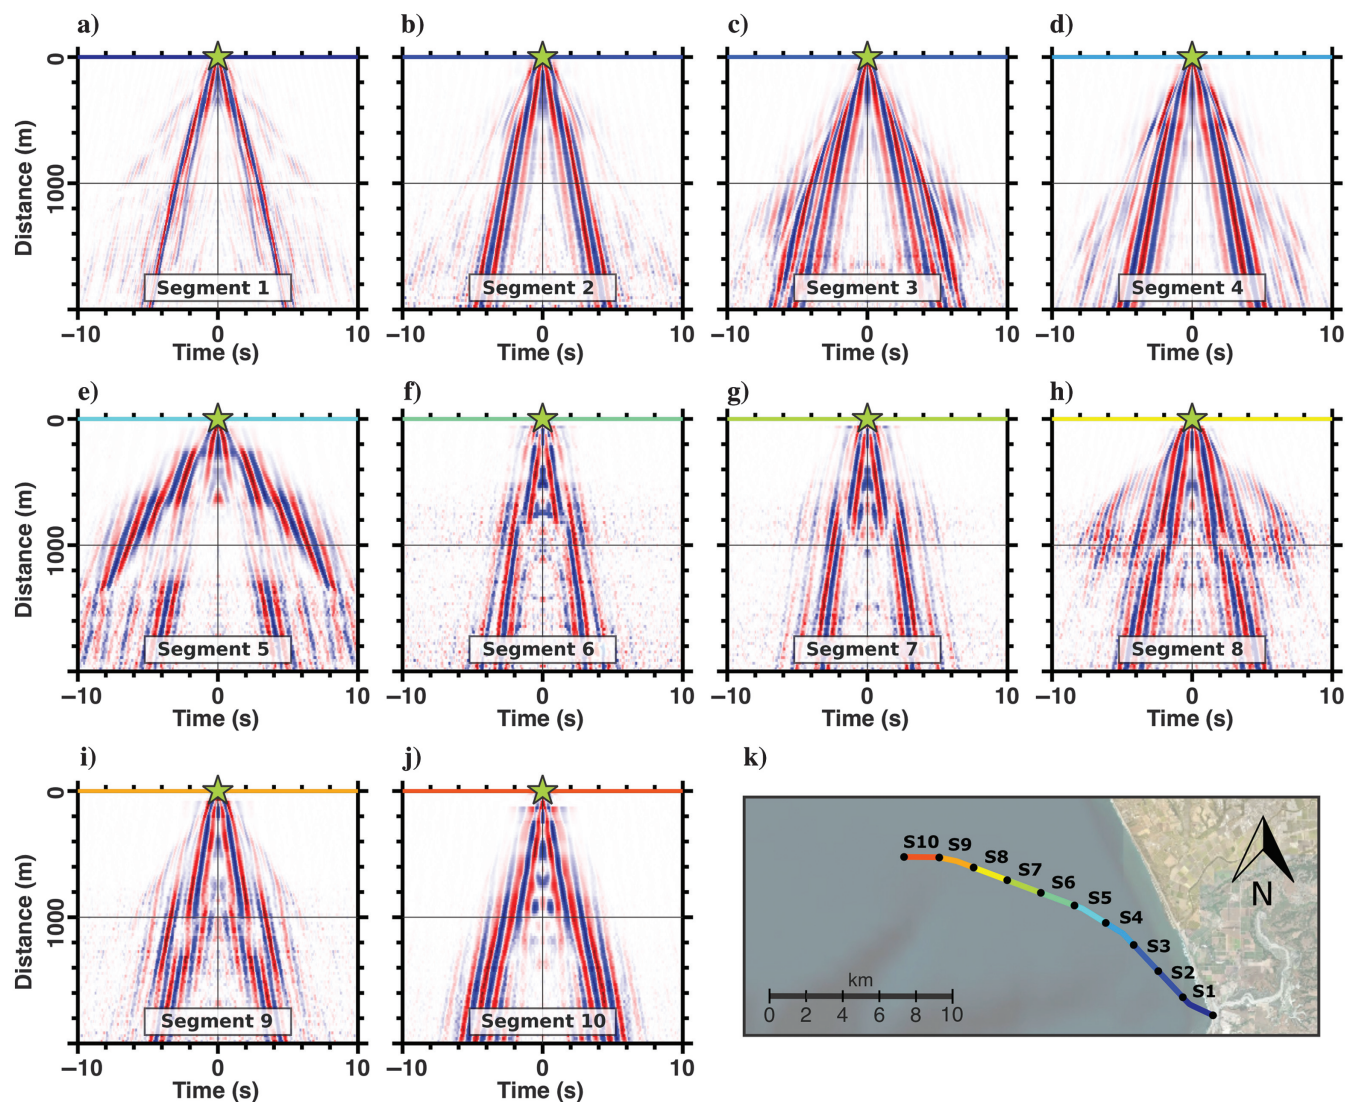 a) b) c) d)
0 0 0 0
1000
Distance (m)
Segment 1 Segment 2 Segment 3 Segment 4
−10 0 10 −10 0 10 −10 0 10 −10 0 10
Time (s) Time (s) Time (s) Time (s)
e) f) g) h)
0
1000
Distance (m)
Segment 5 Segment 6 Segment 7 Segment 8
−10 0 10 −10 0 10 −10 0 10 −10 0 10
Time (s) Time (s) Time (s) Time (s)
i) j) k)
0
1000
Distance (m)
Segment 9 Segment 10
−10 0 10 −10 0 10
Time (s) Time (s)
S10 S9 S8 S7 S6 S5 S4 S3 S2 S1
N
km
0 2 4 6 8 10